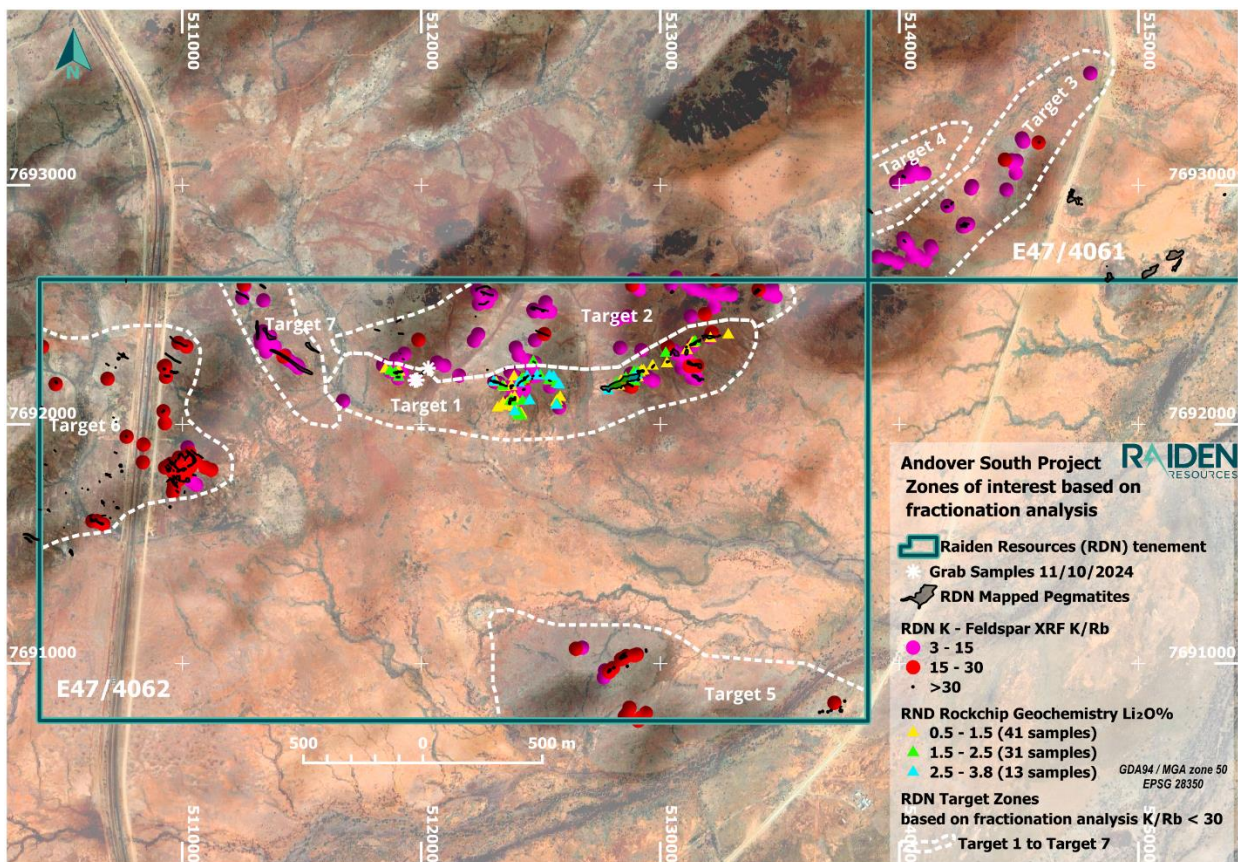 511000
512000
513000
514000
515000
N
Target 3
Target 4
7693000
7693000
E47/4061
Target 7
Target 2
Target 1
Target 6
7692000
7692000
RAIDEN
RESOURCES
Andover South Project
Zones of interest based on
fractionation analysis
Raiden Resources (RDN) tenement
Grab Samples 11/10/2024
RDN Mapped Pegmatites
RDN K - Feldspar XRF K/Rb
3 - 15
15 - 30
>30
RND Rockchip Geochemistry Li₂O%
0.5 - 1.5 (41 samples)
1.5 - 2.5 (31 samples)
2.5 - 3.8 (13 samples)
GDA94 / MGA zone 50
EPSG 28350
RDN Target Zones
based on fractionation analysis K/Rb < 30
Target 1 to Target 7
7691000
7691000
E47/4062
Target 5
500
0
500 m
511000
512000
513000
514000
515000